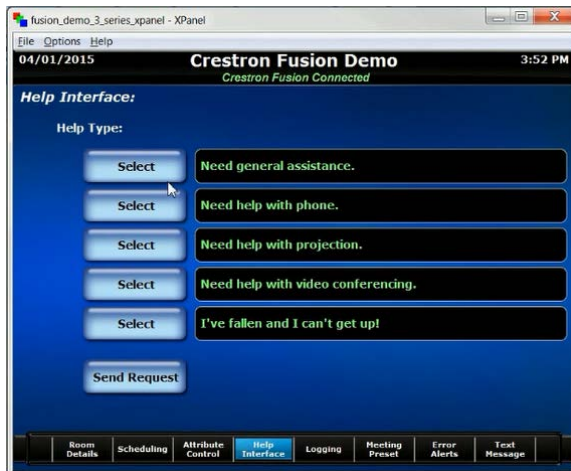 fusion_demo_3_series_xpanel - XPanel
File Options Help
04/01/2015 Crestron Fusion Demo 3:52 PM
Crestron Fusion Connected
Help Interface:
Help Type:
Select Need general assistance.
Select Need help with phone.
Select Need help with projection.
Select Need help with video conferencing.
Select I've fallen and I can't get up!
Send Request
Room Details Scheduling Attribute Control Help Interface Logging Meeting Preset Error Alerts Text Message